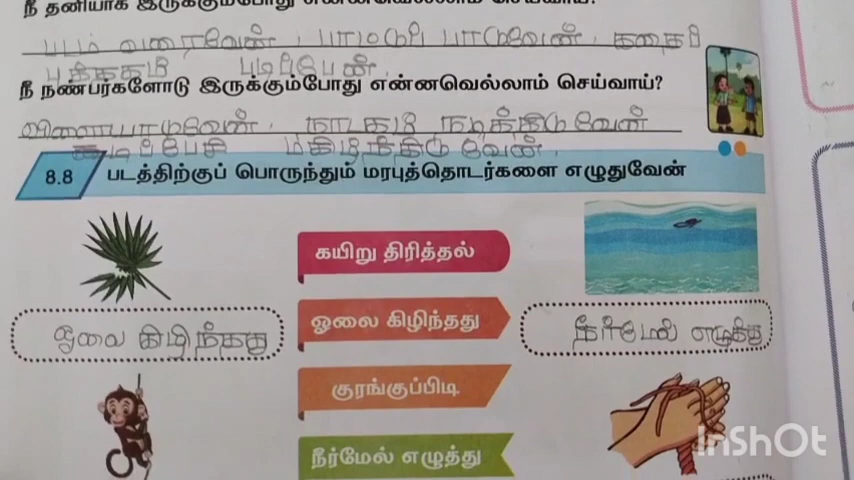 நீ தனியாக இருக்கும்போது என்னவெல்லாம் செய்வாய்?
படம் வரைவேன். பாட்டுப் பாடுவேன். கதைப்
புத்தகம் படிப்பேன்.
நீ நண்பர்களோடு இருக்கும்போது என்னவெல்லாம் செய்வாய்?
விளையாடுவேன். நாடகம் நடித்திடுவேன்
கூடிப்பேசி மகிழ்ந்திடுவேன்.
8.8 படத்திற்குப் பொருந்தும் மரபுத்தொடர்களை எழுதுவேன்
கயிறு திரித்தல்
ஓலை கிழிந்தது
ஓலை கிழிந்தது
நீர்மேல் எழுத்து
குரங்குப்பிடி
நீர்மேல் எழுத்து
InShOt